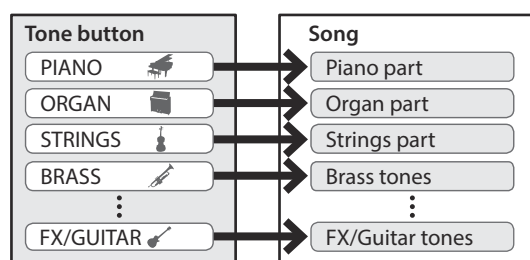 Tone button
Song
PIANO
Piano part
ORGAN
Organ part
STRINGS
Strings part
BRASS
Brass tones
FX/GUITAR
FX/Guitar tones